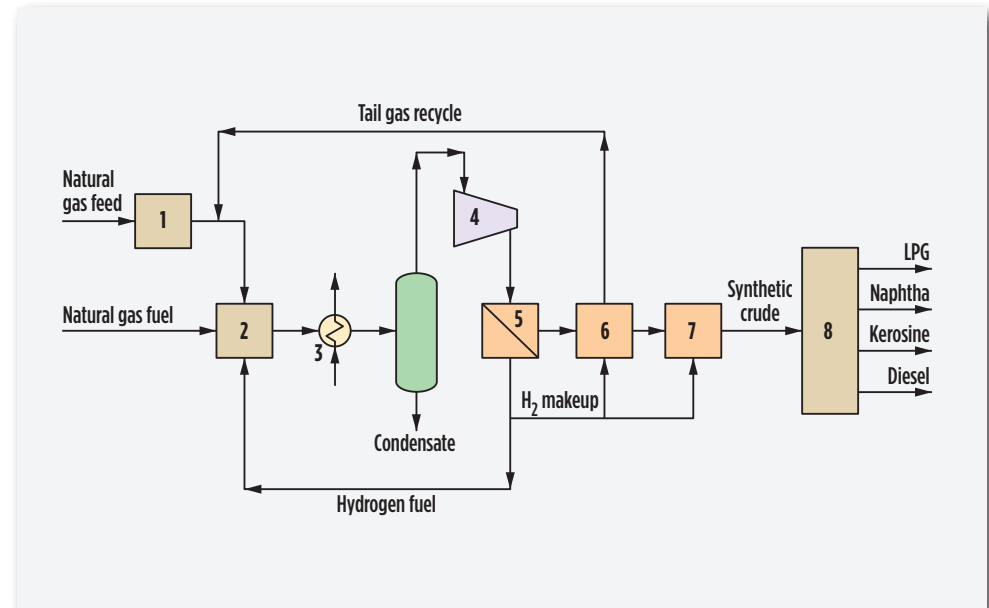 Tail gas recycle
Natural
gas feed
1
4
Natural gas fuel
2
3
5
6
7
Synthetic
crude
8
LPG
Naphtha
Kerosine
Diesel
H2 makeup
Condensate
Hydrogen fuel